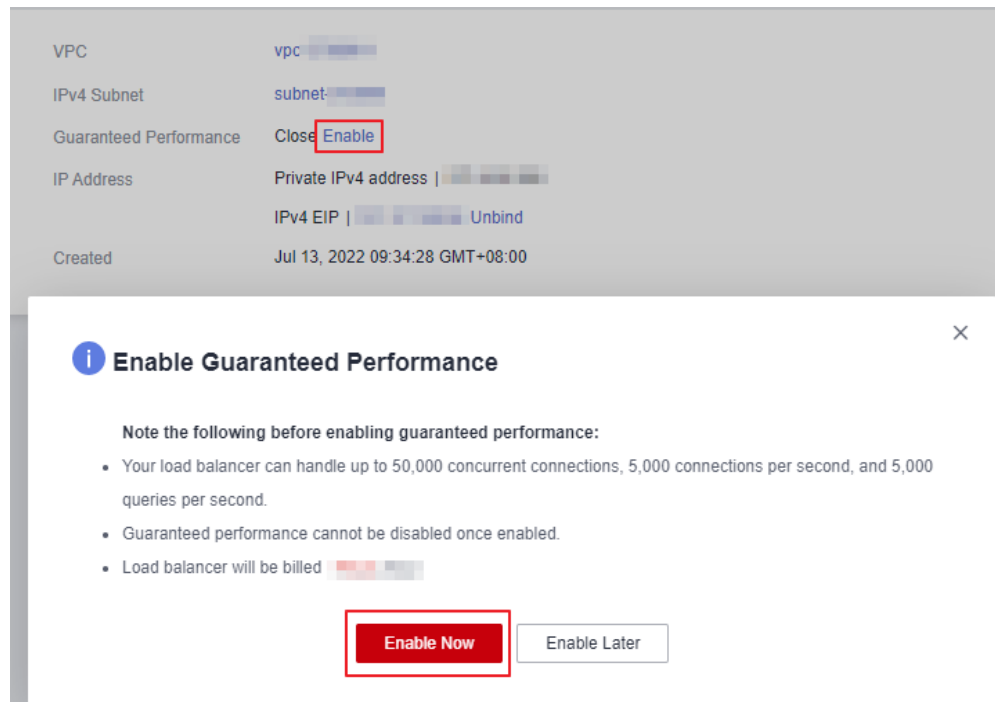 VPC vpc
IPv4 Subnet subnet-
Guaranteed Performance Close Enable
IP Address Private IPv4 address |
IPv4 EIP | Unbind
Created Jul 13, 2022 09:34:28 GMT+08:00
i Enable Guaranteed Performance
Note the following before enabling guaranteed performance:
• Your load balancer can handle up to 50,000 concurrent connections, 5,000 connections per second, and 5,000
queries per second.
• Guaranteed performance cannot be disabled once enabled.
• Load balancer will be billed
Enable Now Enable Later